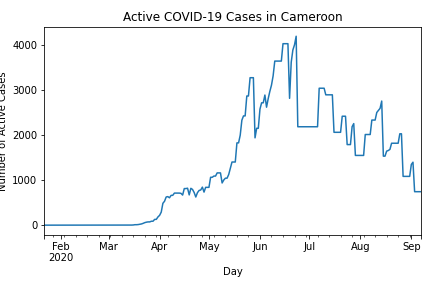 Active COVID-19 Cases in Cameroon
Number of Active Cases
4000
3000
2000
1000
0
Feb Mar Apr May Jun Jul Aug Sep
2020
Day